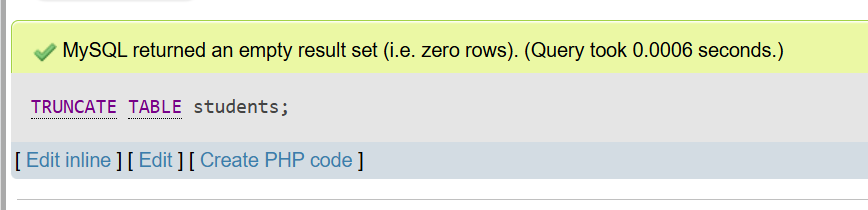 MySQL returned an empty result set (i.e. zero rows). (Query took 0.0006 seconds.)
TRUNCATE TABLE students;
[ Edit inline ] [ Edit ] [ Create PHP code ]